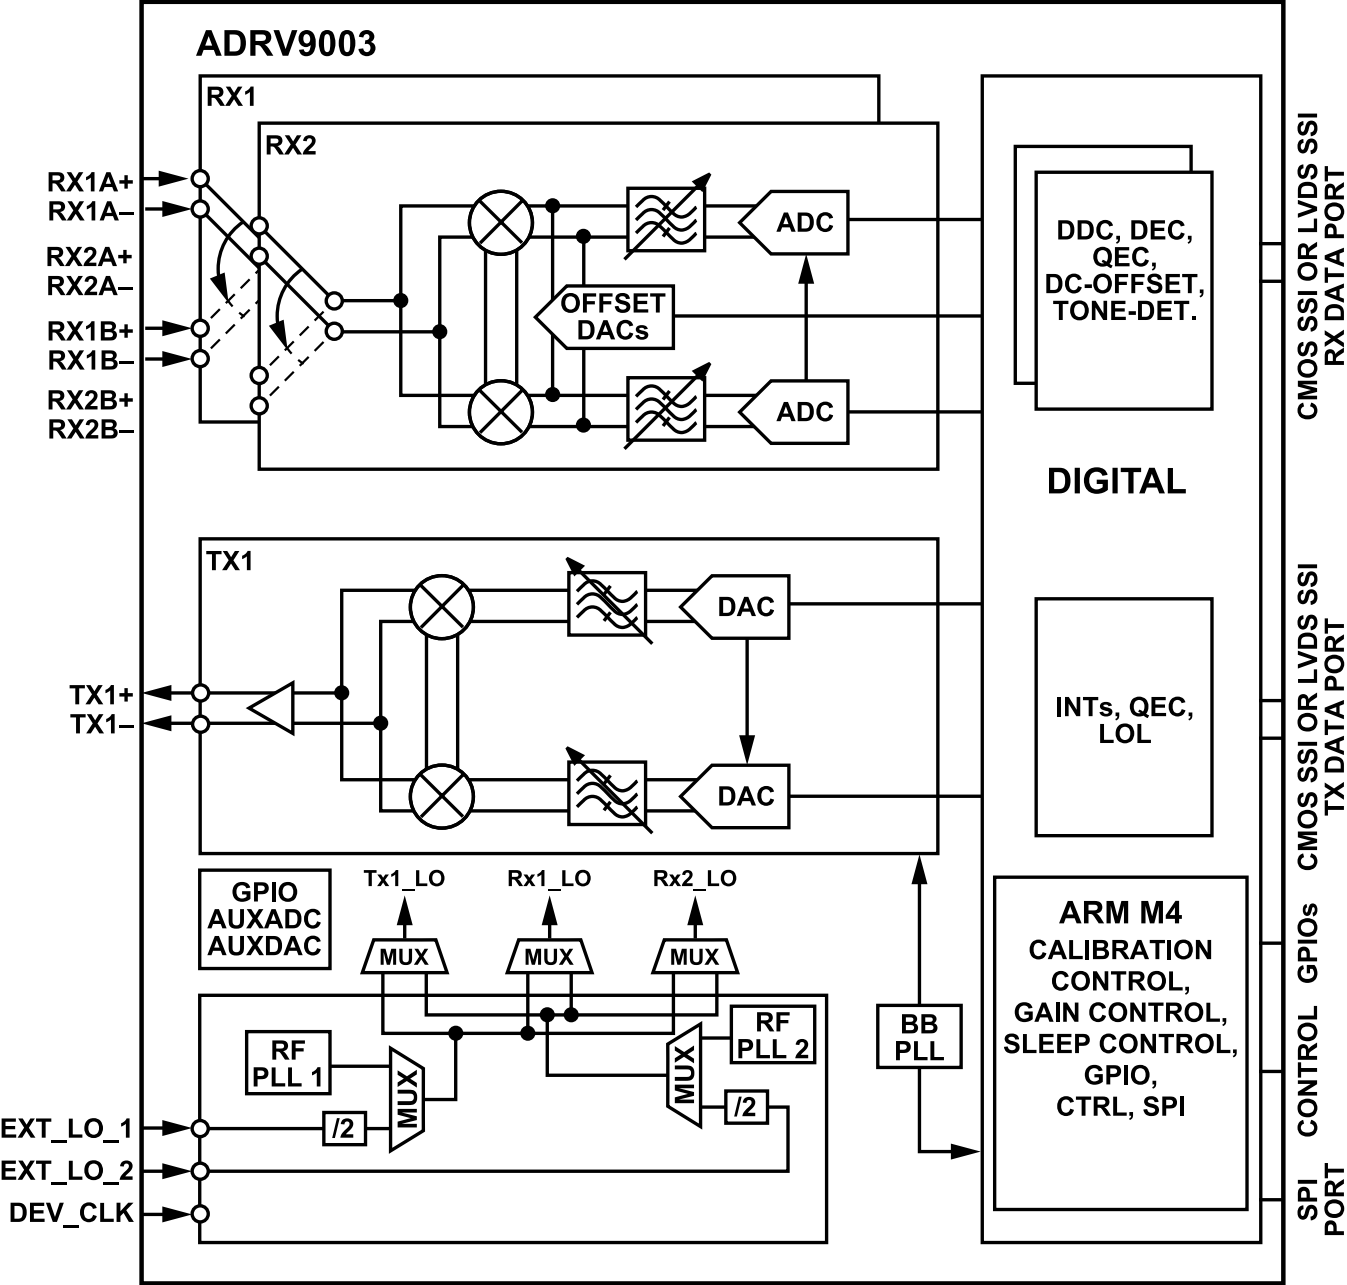 ADRV9003
RX1
RX2
RX1A+
RX1A–
RX2A+
RX2A–
RX1B+
RX1B–
RX2B+
RX2B–
ADC
OFFSET
DACs
ADC
DDC, DEC,
QEC,
DC-OFFSET,
TONE-DET.
CMOS SSI OR LVDS SSI
RX DATA PORT
DIGITAL
TX1
DAC
TX1+
TX1–
DAC
INTs, QEC,
LOL
CMOS SSI OR LVDS SSI
TX DATA PORT
GPIO
AUXADC
AUXDAC
Tx1_LO
Rx1_LO
Rx2_LO
MUX
MUX
MUX
RF
PLL 1
MUX
/2
MUX
RF
PLL 2
/2
BB
PLL
ARM M4
CALIBRATION
CONTROL,
GAIN CONTROL,
SLEEP CONTROL,
GPIO,
CTRL, SPI
GPIOs
CONTROL
SPI
PORT
EXT_LO_1
EXT_LO_2
DEV_CLK